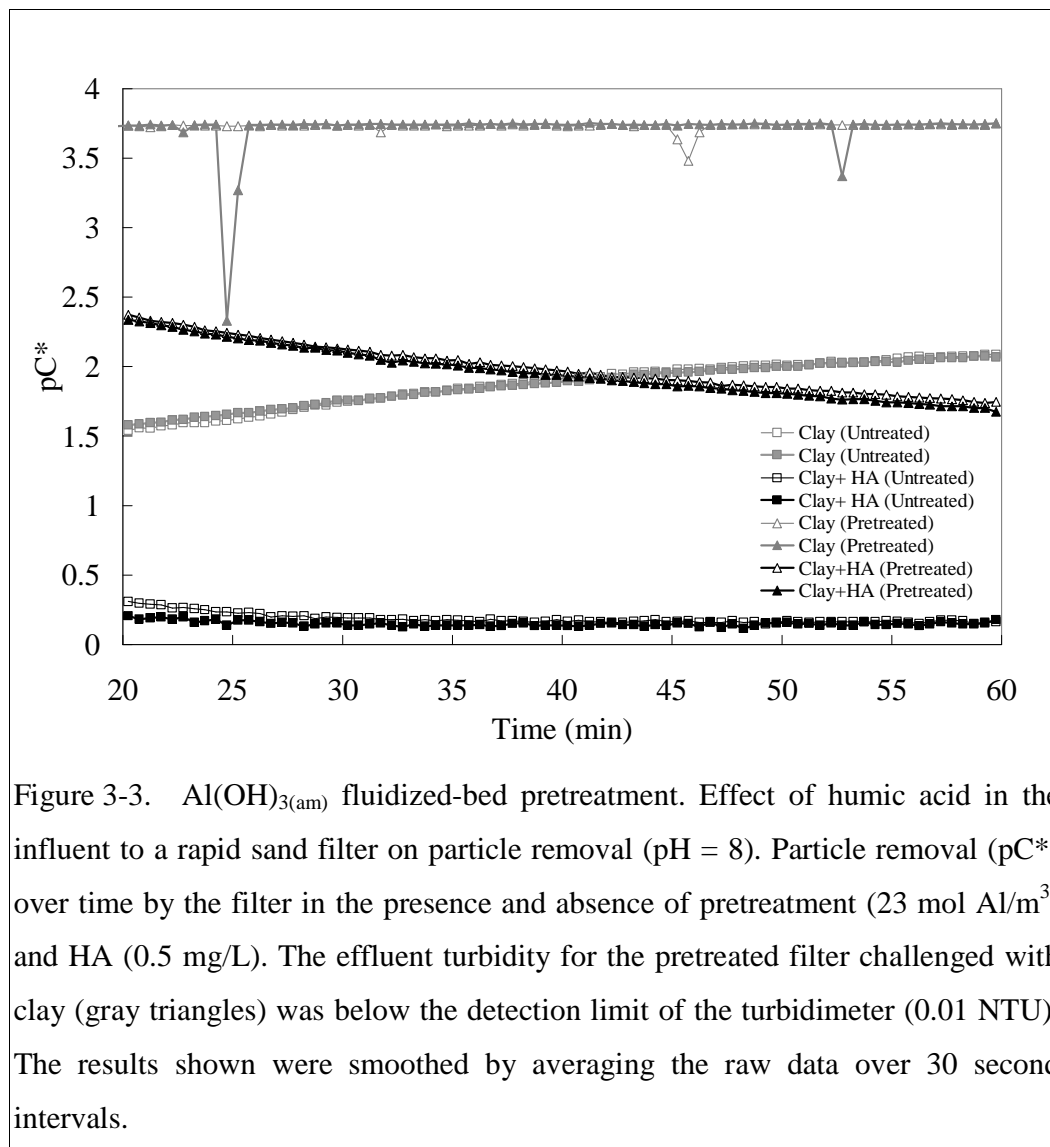 4
3.5
3
2.5
2
1.5
1
0.5
0
pC*
20 25 30 35 40 45 50 55 60
Time (min)
Clay (Untreated)
Clay (Untreated)
Clay+ HA (Untreated)
Clay+ HA (Untreated)
Clay (Pretreated)
Clay (Pretreated)
Clay+HA (Pretreated)
Clay+HA (Pretreated)
Figure 3-3. Al(OH)3(am) fluidized-bed pretreatment. Effect of humic acid in the
influent to a rapid sand filter on particle removal (pH = 8). Particle removal (pC*
over time by the filter in the presence and absence of pretreatment (23 mol Al/m3
and HA (0.5 mg/L). The effluent turbidity for the pretreated filter challenged with
clay (gray triangles) was below the detection limit of the turbidimeter (0.01 NTU)
The results shown were smoothed by averaging the raw data over 30 second
intervals.